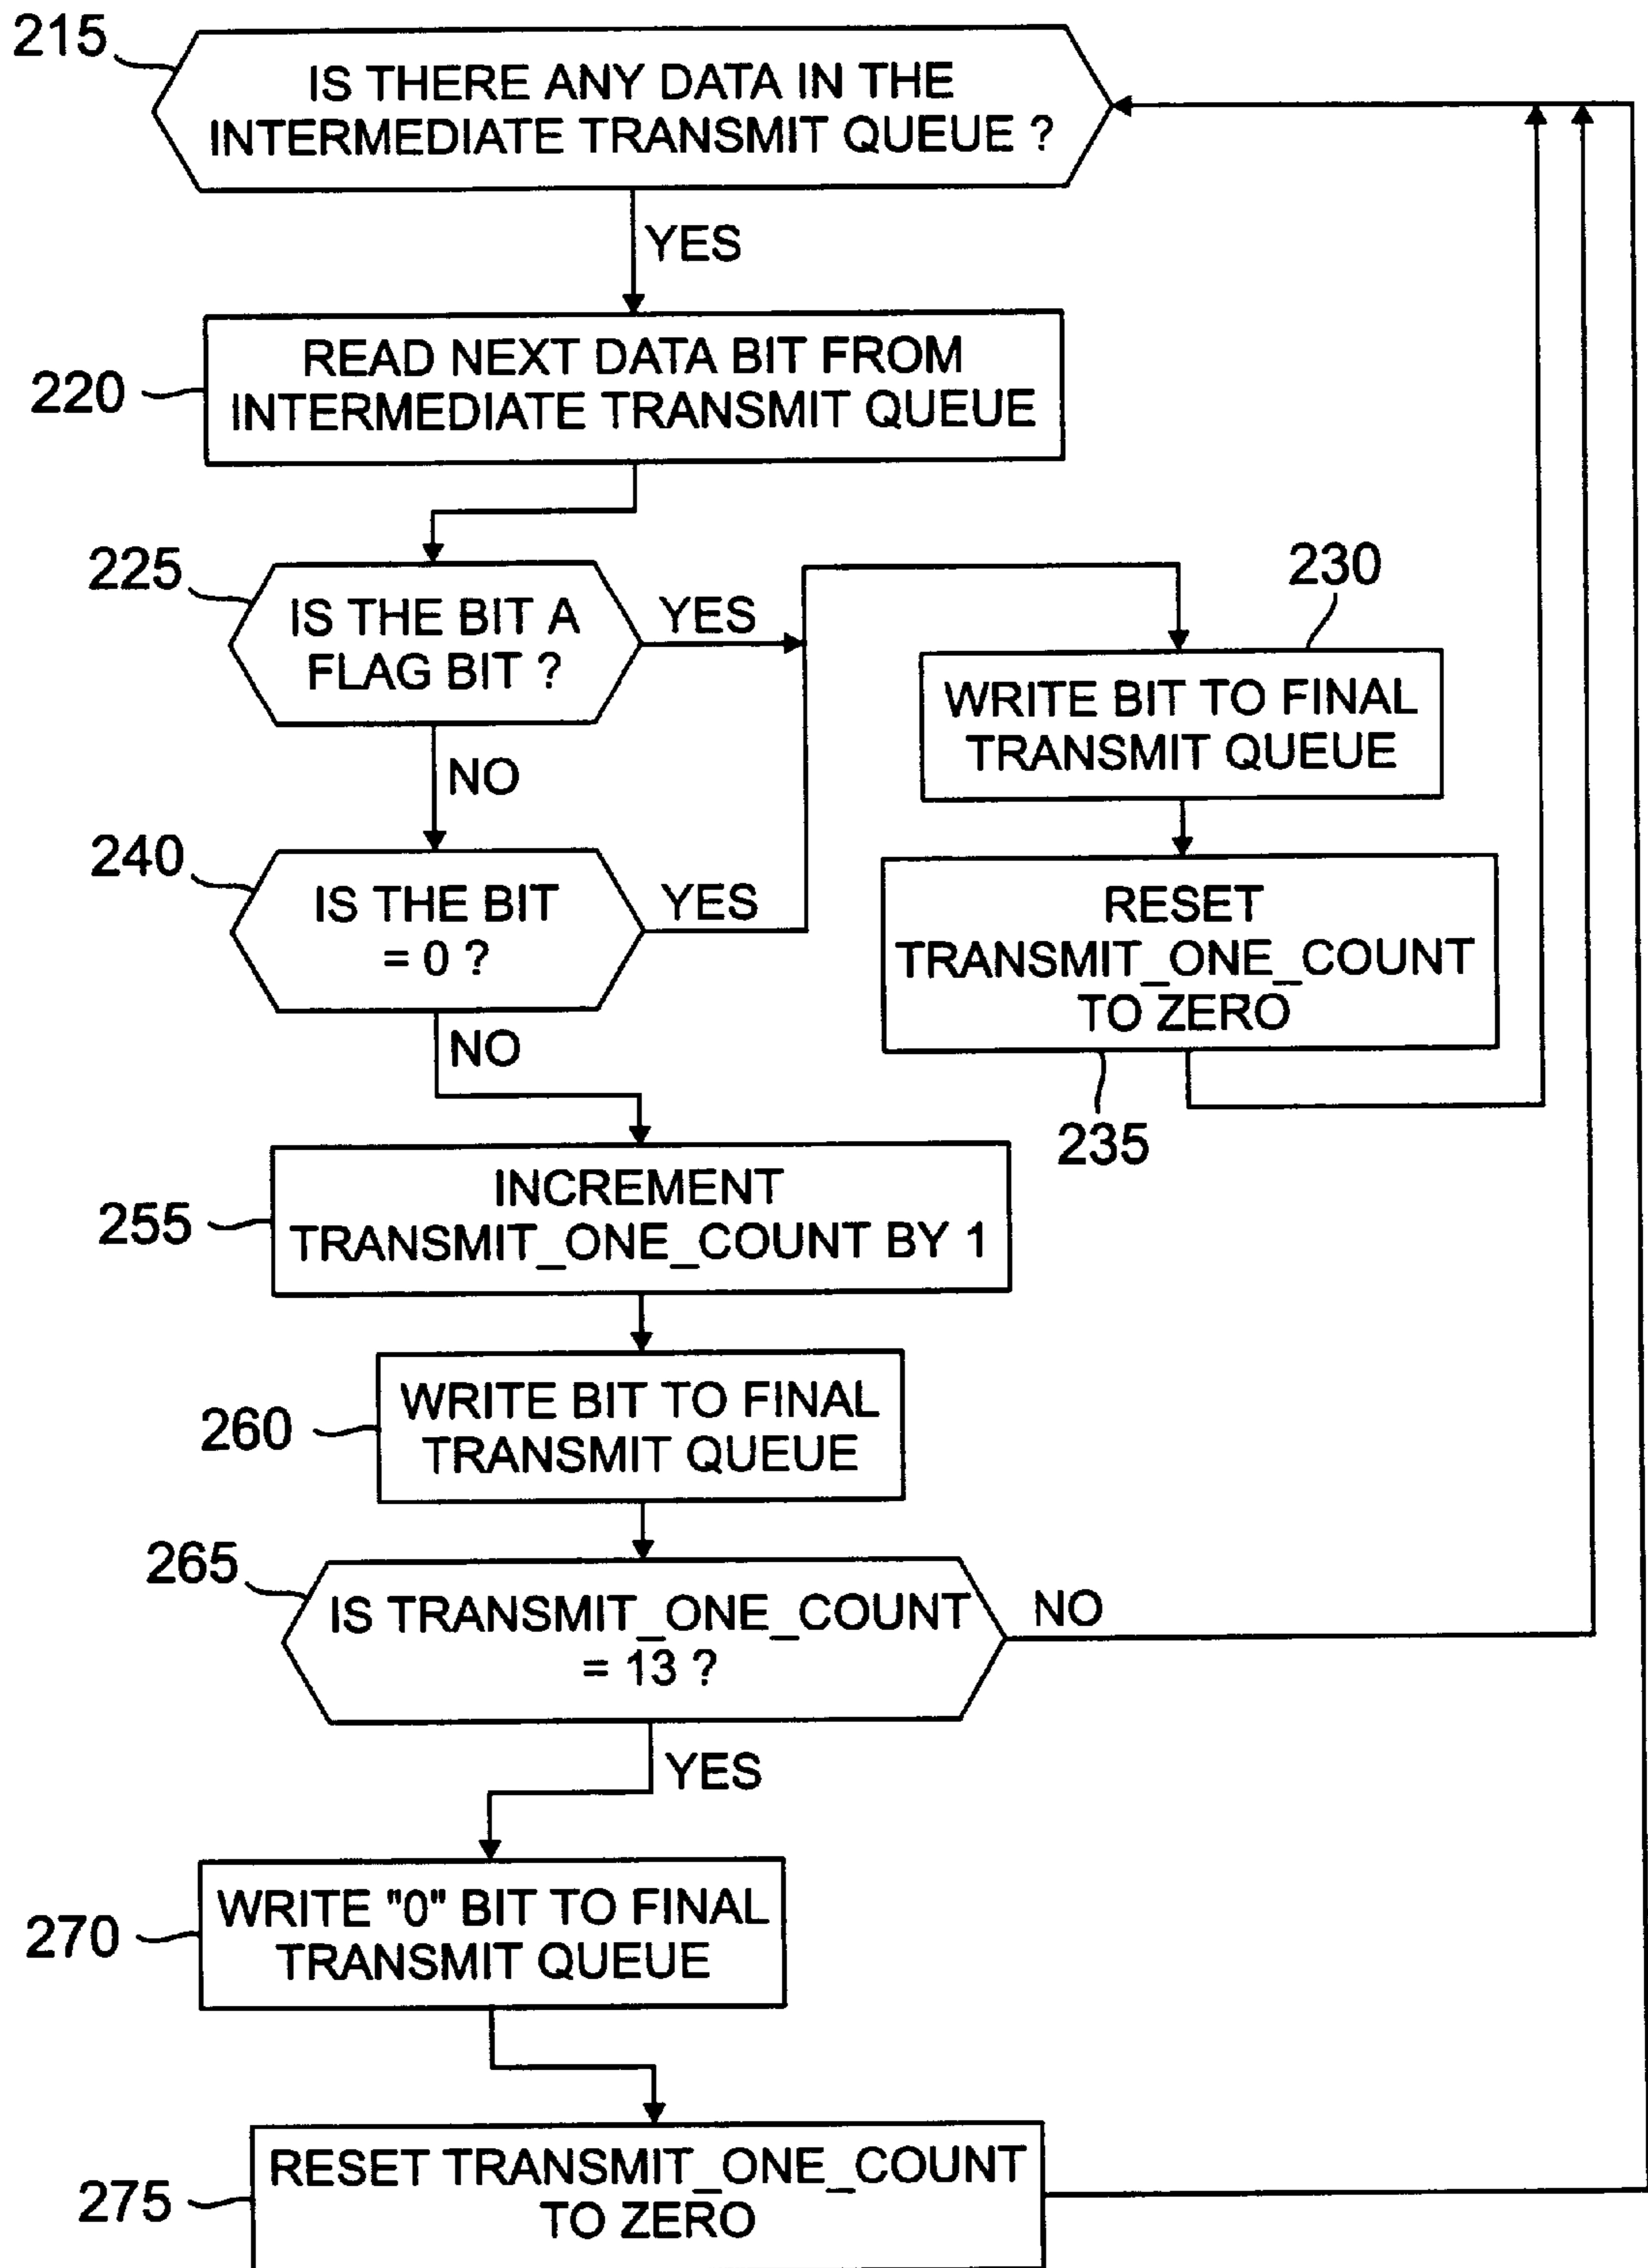 215
IS THERE ANY DATA IN THE
INTERMEDIATE TRANSMIT QUEUE ?
YES
220
READ NEXT DATA BIT FROM
INTERMEDIATE TRANSMIT QUEUE
225
IS THE BIT A
FLAG BIT ?
YES
NO
230
WRITE BIT TO FINAL
TRANSMIT QUEUE
240
IS THE BIT
= 0 ?
YES
NO
RESET
TRANSMIT_ONE_COUNT
TO ZERO
235
255
INCREMENT
TRANSMIT_ONE_COUNT BY 1
260
WRITE BIT TO FINAL
TRANSMIT QUEUE
265
IS TRANSMIT_ONE_COUNT
= 13 ?
NO
YES
270
WRITE "0" BIT TO FINAL
TRANSMIT QUEUE
275
RESET TRANSMIT_ONE_COUNT
TO ZERO